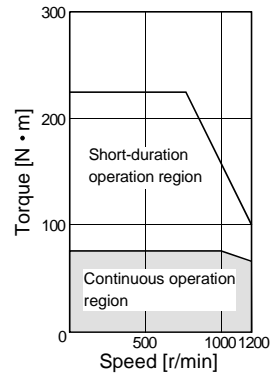 300
200
100
0
Torque [N • m]
Short-duration
operation region
Continuous operation
region
500
1000
1200
Speed [r/min]